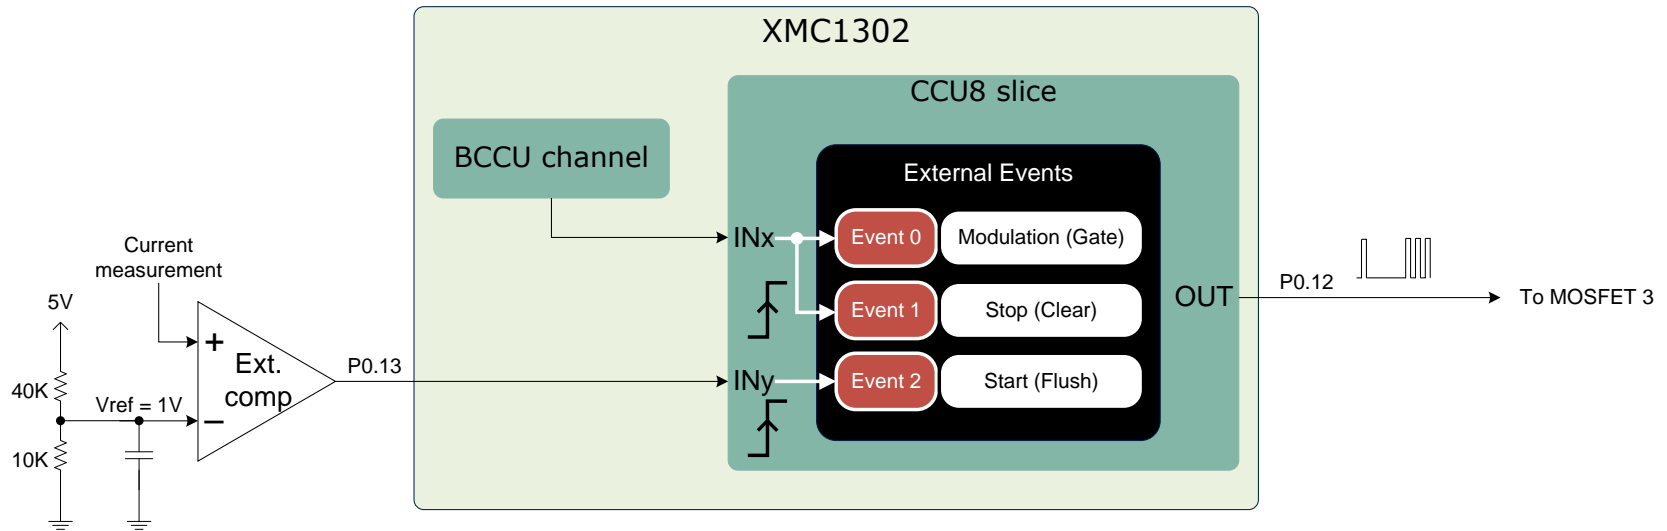 XMC1302
CCU8 slice
BCCU channel
External Events
INx
Event 0
Modulation (Gate)
Current
measurement
5V
Event 1
Stop (Clear)
OUT
P0.12
To MOSFET 3
+
Ext.
comp
P0.13
INy
Event 2
Start (Flush)
40K
Vref = 1V
−
10K